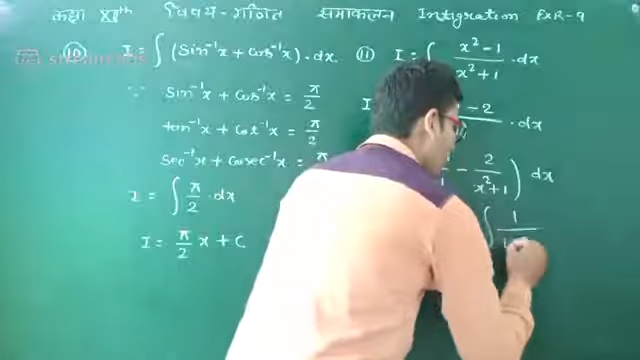 कक्षा XIIth विषय - गणित समाकलन Intigration ExR-9
(10) I = ∫ (Sin⁻¹x + Cos⁻¹x) · dx
∵ Sin⁻¹x + Cos⁻¹x = π/2
tan⁻¹x + Cot⁻¹x = π/2
Sec⁻¹x + Cosec⁻¹x =
I = ∫ π/2 · dx
I = π/2 x + C
(11) I = ∫ x² - 1 / x² + 1 · dx
I - 2 · dx
- 2 / x² + 1 ) dx
∫ 1